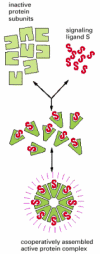 inactive
protein
subunits
signaling
ligand S
S S S S S S S S
S S S S S S
S S S S S S S S
cooperatively assembled
active protein complex